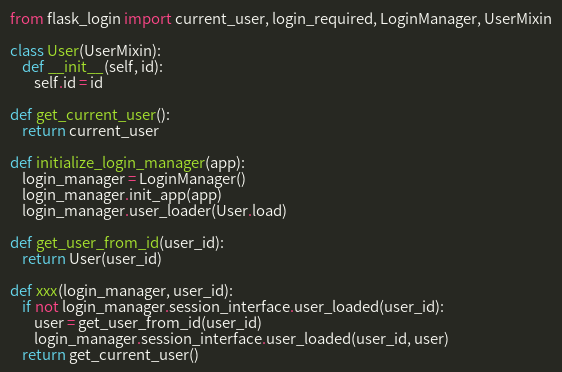 from flask_login import current_user, login_required, LoginManager, UserMixin

class User(UserMixin):
    def __init__(self, id):
        self.id = id

def get_current_user():
    return current_user

def initialize_login_manager(app):
    login_manager = LoginManager()
    login_manager.init_app(app)
    login_manager.user_loader(User.load)

def get_user_from_id(user_id):
    return User(user_id)

def xxx(login_manager, user_id):
    if not login_manager.session_interface.user_loaded(user_id):
        user = get_user_from_id(user_id)
        login_manager.session_interface.user_loaded(user_id, user)
    return get_current_user()